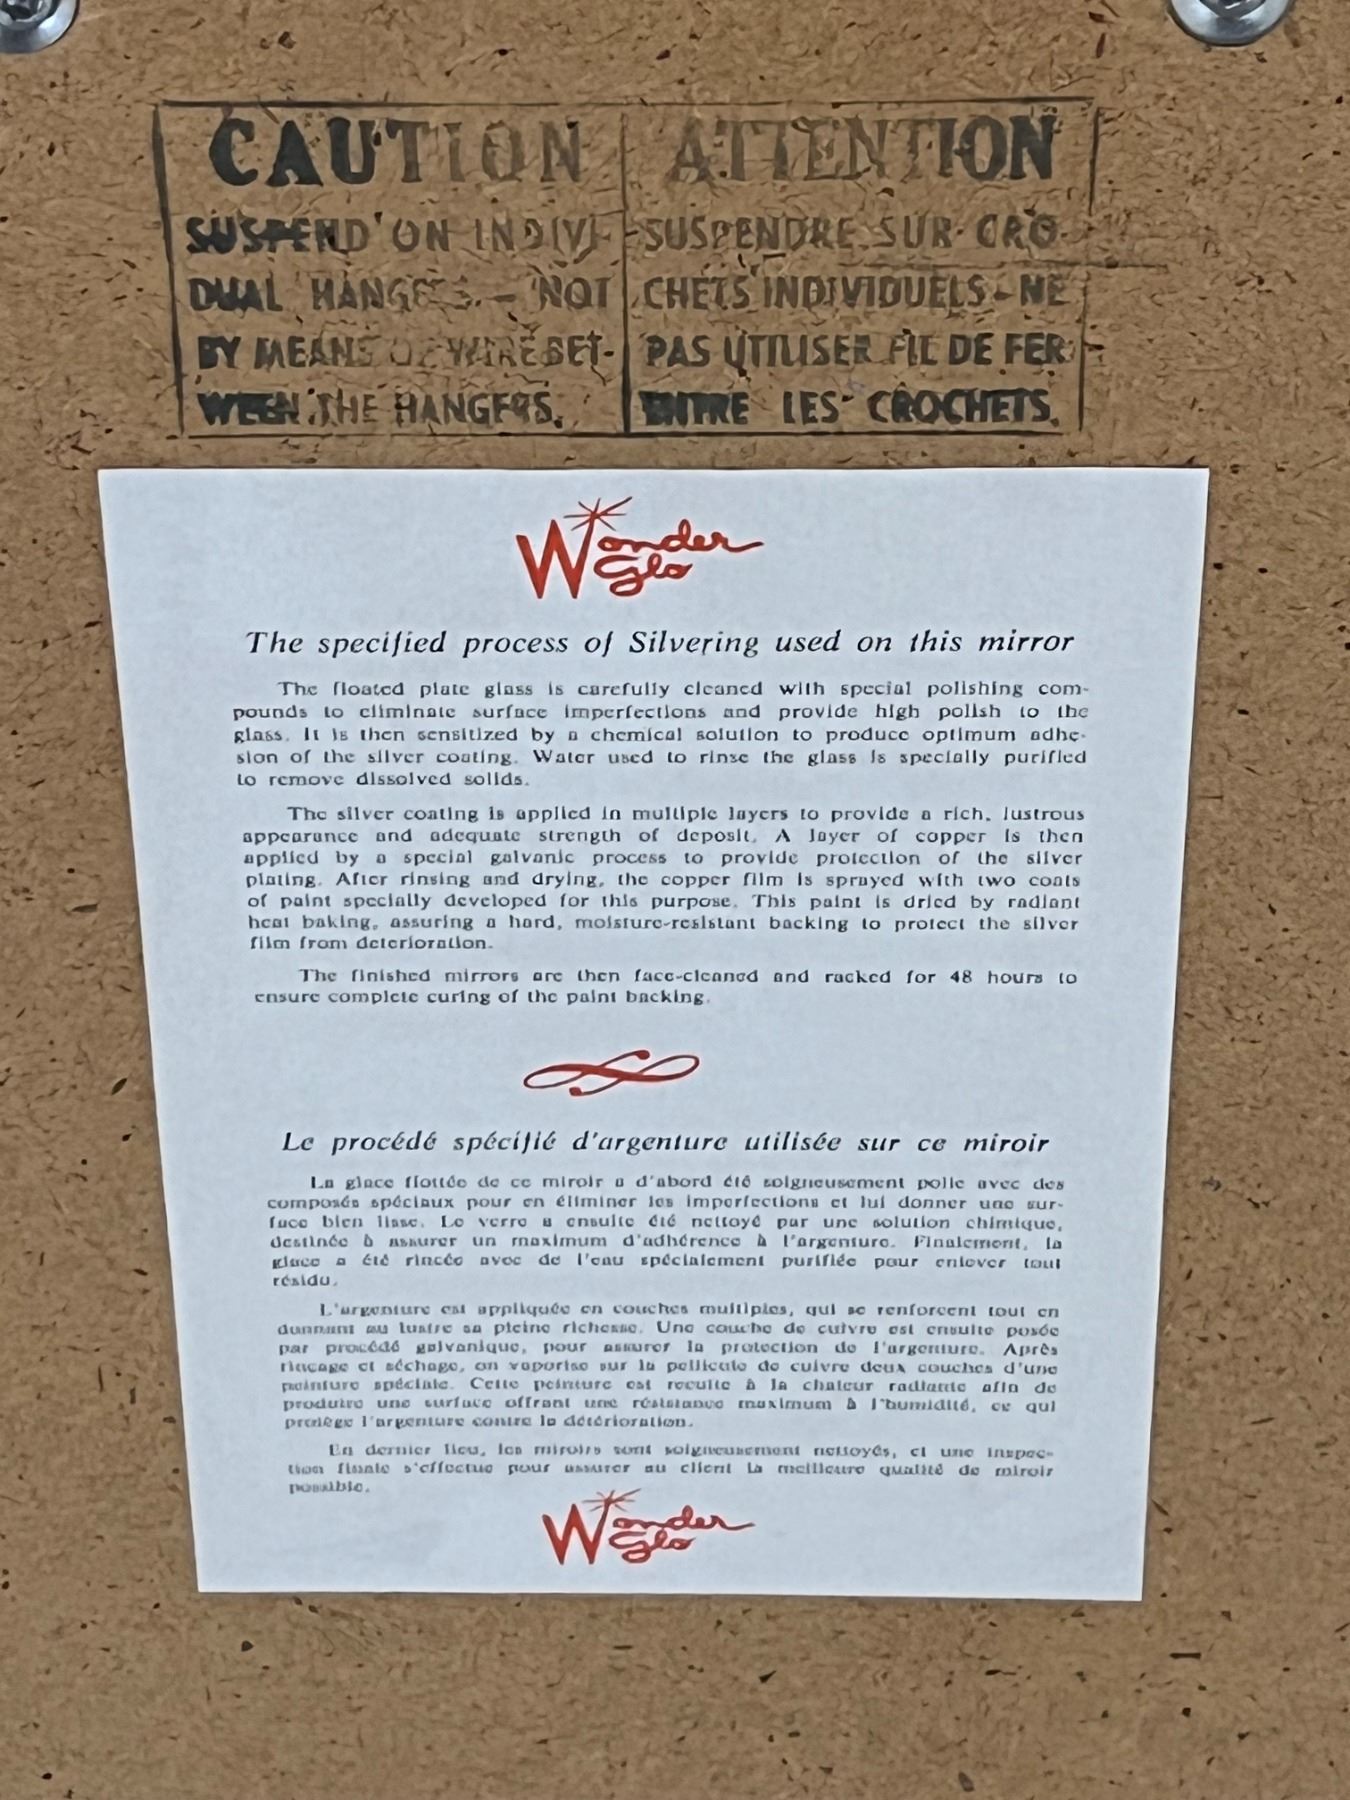 CAUTION
SUSPEND ON INDIVI-
DUAL HANGERS. - NOT
BY MEANS OF WIRE BET-
WEEN THE HANGERS.
ATTENTION
SUSPENDRE SUR CRO-
CHETS INDIVIDUELS - NE
PAS UTILISER FIL DE FER
ENTRE LES CROCHETS.
Wonder
Glo
The specified process of Silvering used on this mirror
The floated plate glass is carefully cleaned with special polishing com-
pounds to eliminate surface imperfections and provide high polish to the
glass. It is then sensitized by a chemical solution to produce optimum adhe-
sion of the silver coating. Water used to rinse the glass is specially purified
to remove dissolved solids.
The silver coating is applied in multiple layers to provide a rich, lustrous
appearance and adequate strength of deposit. A layer of copper is then
applied by a special galvanic process to provide protection of the silver
plating. After rinsing and drying, the copper film is sprayed with two coats
of paint specially developed for this purpose. This paint is dried by radiant
heat baking, assuring a hard, moisture-resistant backing to protect the silver
film from deterioration.
The finished mirrors are then face-cleaned and racked for 48 hours to
ensure complete curing of the paint backing.
Le procédé spécifié d'argenture utilisée sur ce miroir
La glace flottée de ce miroir a d'abord été soigneusement polie avec des
composés spéciaux pour en éliminer les imperfections et lui donner une sur-
face bien lisse. Le verre a ensuite été nettoyé par une solution chimique,
destinée à assurer un maximum d'adhérence à l'argenture. Finalement, la
glace a été rincée avec de l'eau spécialement purifiée pour enlever tout
résidu.
L'argenture est appliquée en couches multiples, qui se renforcent tout en
donnant au lustre sa pleine richesse. Une couche de cuivre est ensuite posée
par procédé galvanique, pour assurer la protection de l'argenture. Après
rinçage et séchage, on vaporise sur la pellicule de cuivre deux couches d'une
peinture spéciale. Cette peinture est recuite à la chaleur radiante afin de
produire une surface offrant une résistance maximum à l'humidité, ce qui
protège l'argenture contre la détérioration.
En dernier lieu, les miroirs sont soigneusement nettoyés, et une inspec-
tion finale s'effectue pour assurer au client la meilleure qualité de miroir
possible.
Wonder
Glo